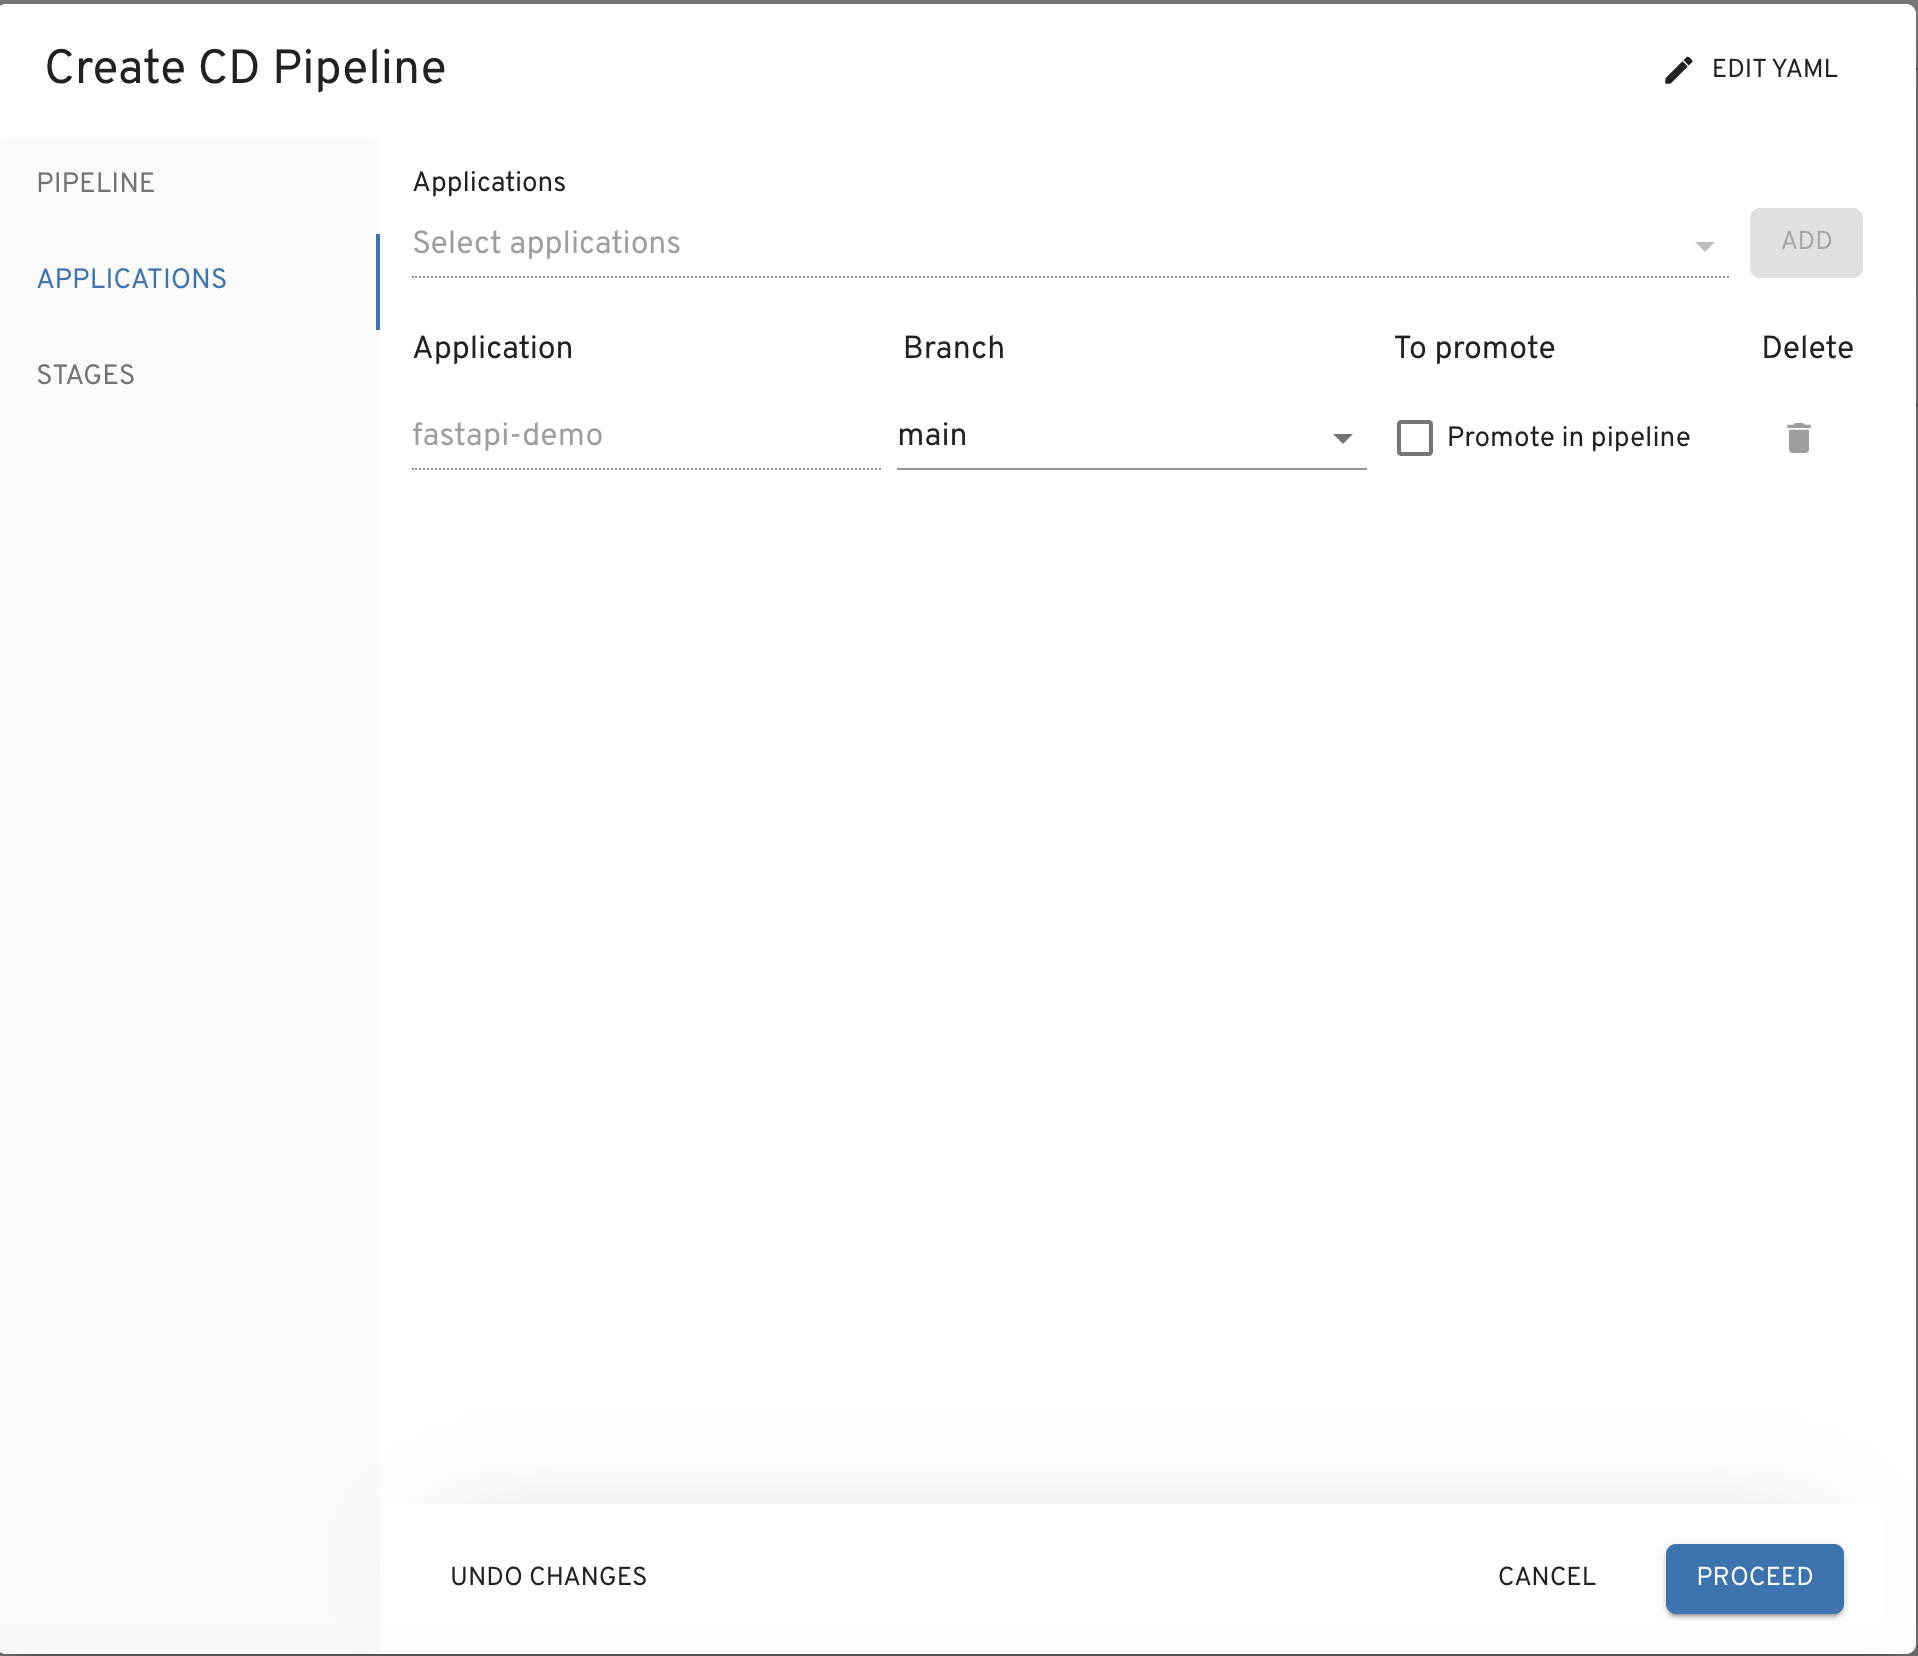 Create CD Pipeline
EDIT YAML
PIPELINE
APPLICATIONS
STAGES
Applications
Select applications
ADD
Application Branch To promote Delete
fastapi-demo main Promote in pipeline
UNDO CHANGES
CANCEL
PROCEED